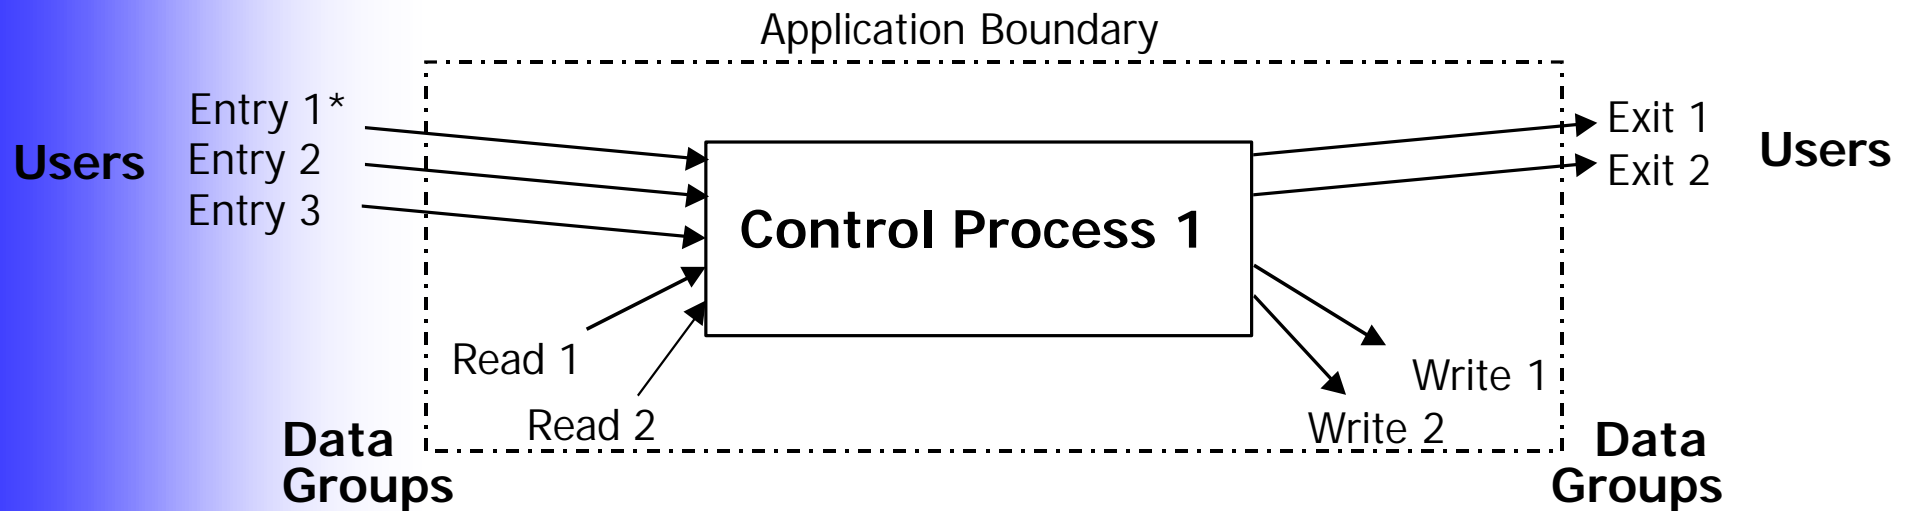 Application Boundary
Users
Entry 1*
Entry 2
Entry 3
Control Process 1
Exit 1
Exit 2
Users
Read 1
Read 2
Write 1
Write 2
Data
Groups
Data
Groups